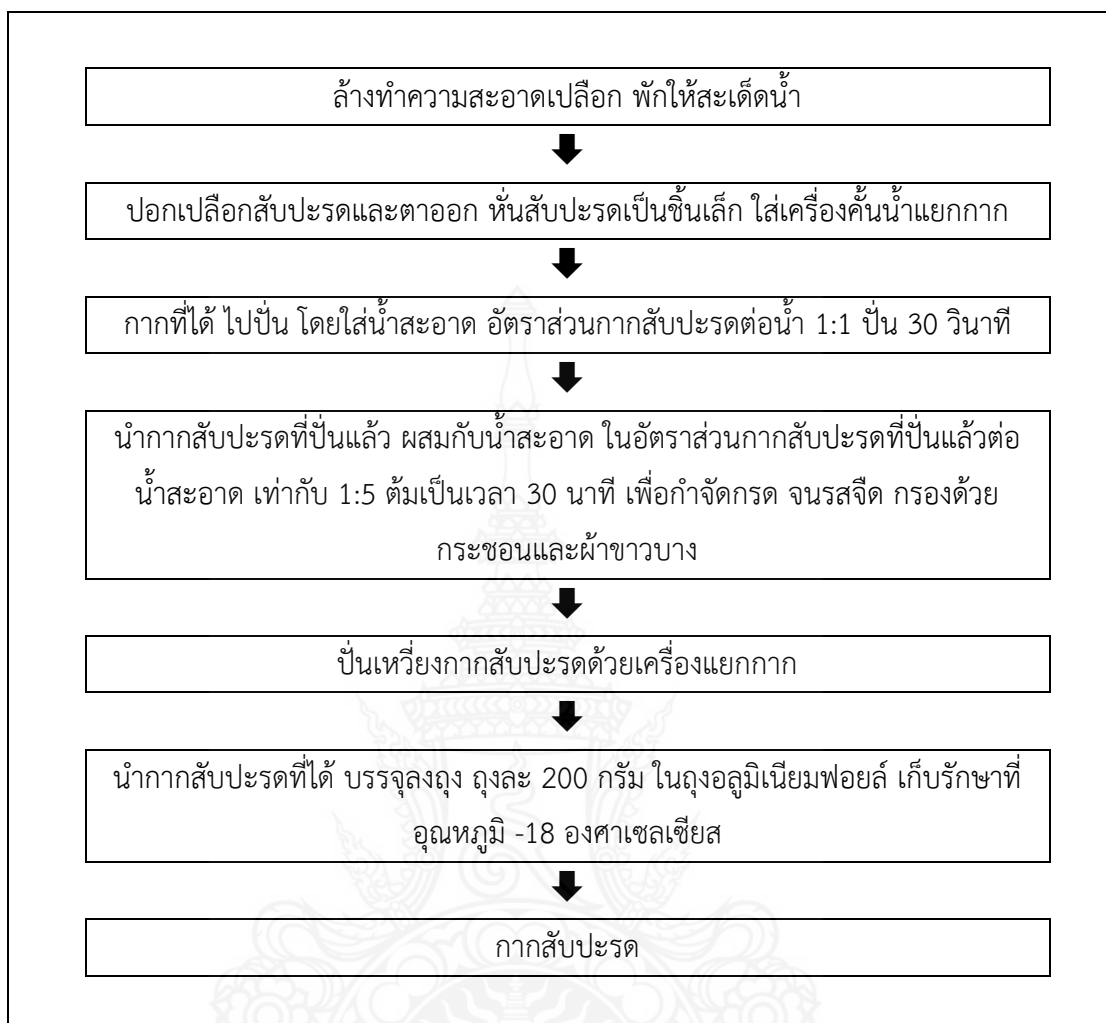 ล้างทำความสะอาดเปลือก พักให้สะเด็ดน้ำ
ปอกเปลือกสับปะรดและตาออก หั่นสับปะรดเป็นชิ้นเล็ก ใส่เครื่องคั้นน้ำแยกกาก
กากที่ได้ ไปปั่น โดยใส่น้ำสะอาด อัตราส่วนกากสับปะรดต่อน้ำ 1:1 ปั่น 30 วินาที
นำกากสับปะรดที่ปั่นแล้ว ผสมกับน้ำสะอาด ในอัตราส่วนกากสับปะรดที่ปั่นแล้วต่อ
น้ำสะอาด เท่ากับ 1:5 ต้มเป็นเวลา 30 นาที เพื่อกำจัดกรด จนรสจืด กรองด้วย
กระชอนและผ้าขาวบาง
ปั่นเหวี่ยงกากสับปะรดด้วยเครื่องแยกกาก
นำกากสับปะรดที่ได้ บรรจุลงถุง ถุงละ 200 กรัม ในถุงอลูมิเนียมฟอยล์ เก็บรักษาที่
อุณหภูมิ -18 องศาเซลเซียส
กากสับปะรด